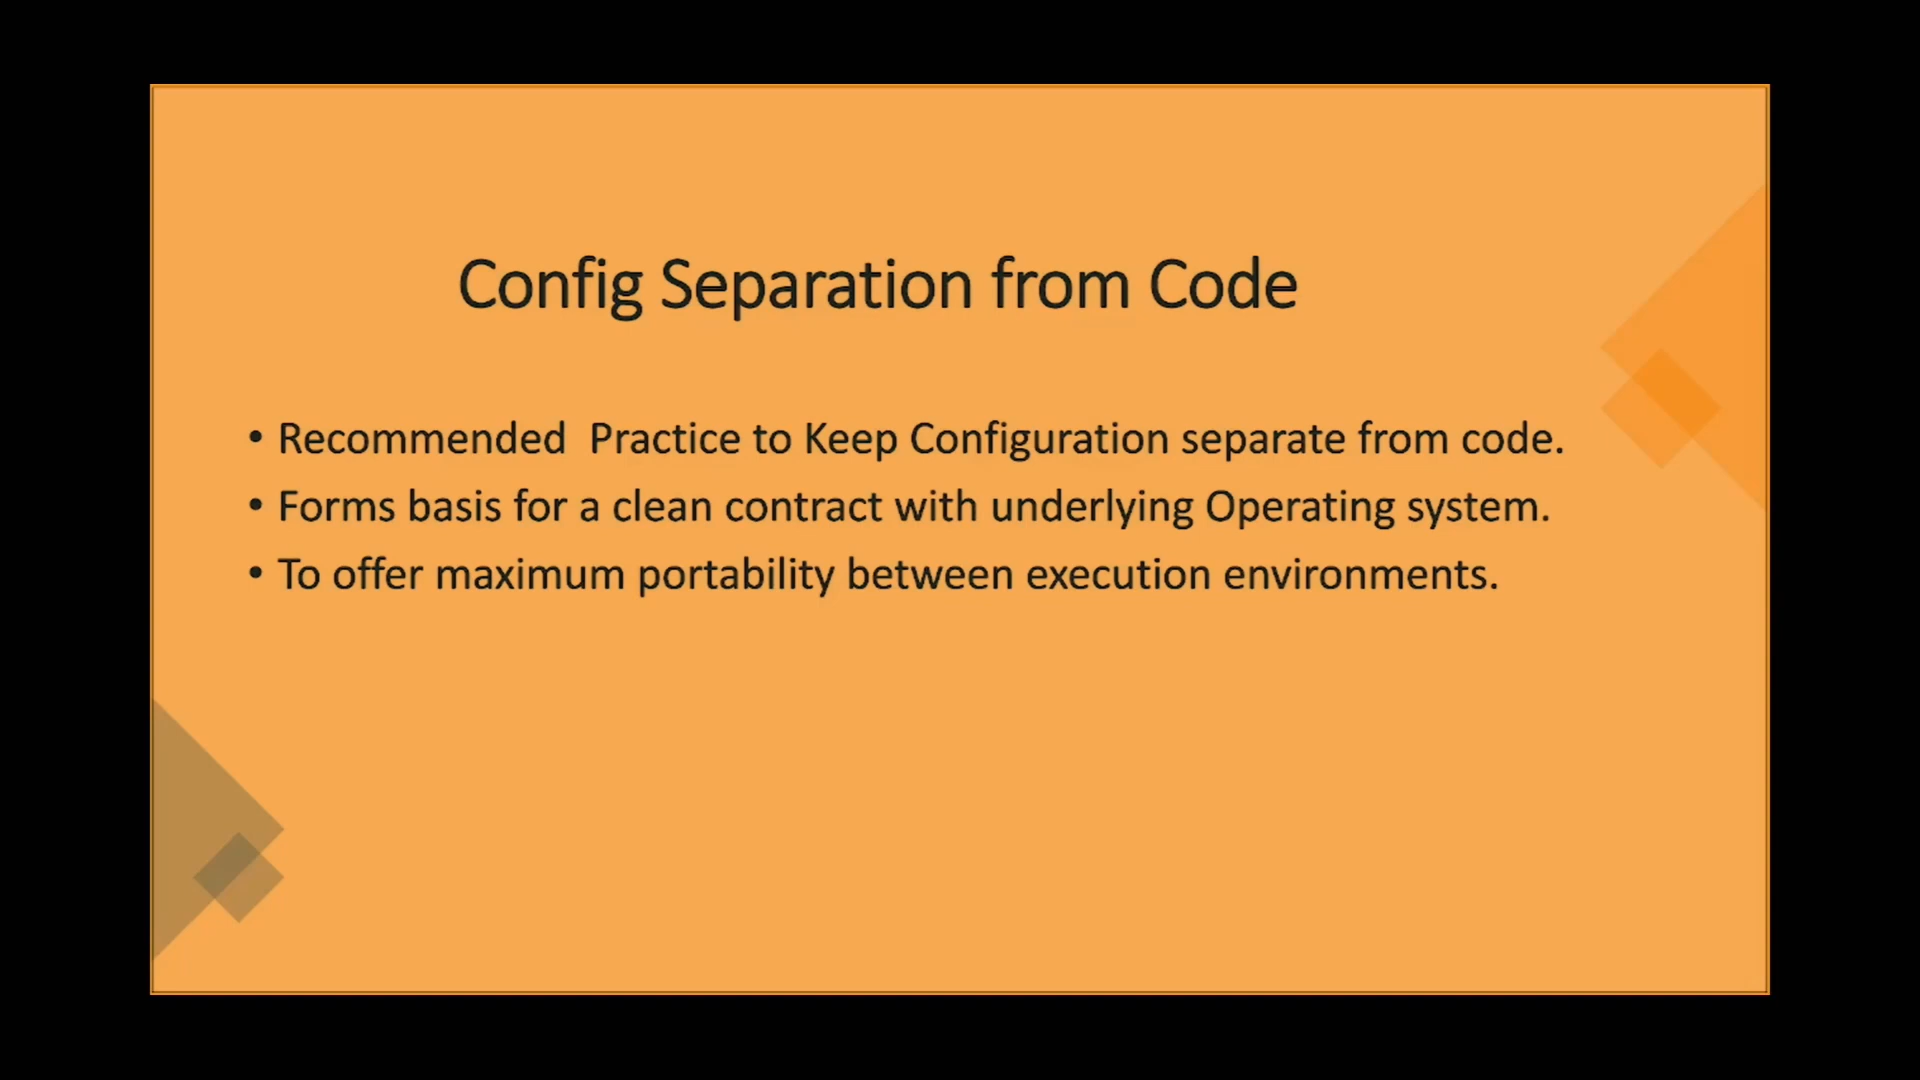 Config Separation from Code
• Recommended  Practice to Keep Configuration separate from code.
• Forms basis for a clean contract with underlying Operating system.
• To offer maximum portability between execution environments.